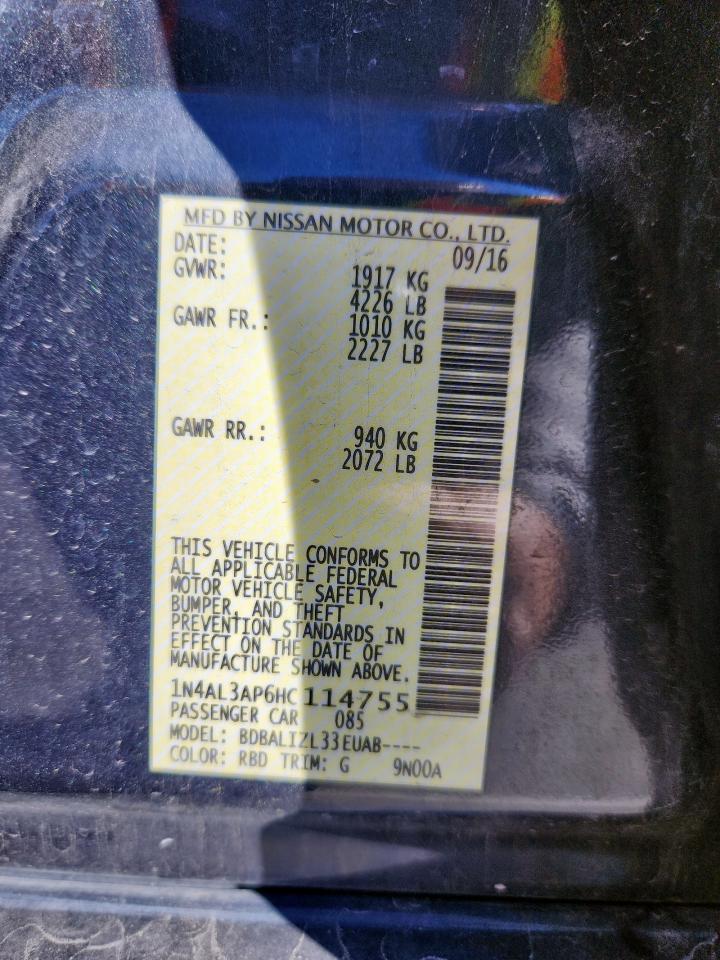 MFD BY NISSAN MOTOR CO., LTD.
DATE: 09/16
GVWR: 1917 KG
4226 LB
GAWR FR.: 1010 KG
2227 LB
GAWR RR.: 940 KG
2072 LB
THIS VEHICLE CONFORMS TO
ALL APPLICABLE FEDERAL
MOTOR VEHICLE SAFETY,
BUMPER, AND THEFT
PREVENTION STANDARDS IN
EFFECT ON THE DATE OF
MANUFACTURE SHOWN ABOVE.
1N4AL3AP6HC114755
PASSENGER CAR 085
MODEL: BDBALIZL33EUAB----
COLOR: RBD TRIM: G 9N00A